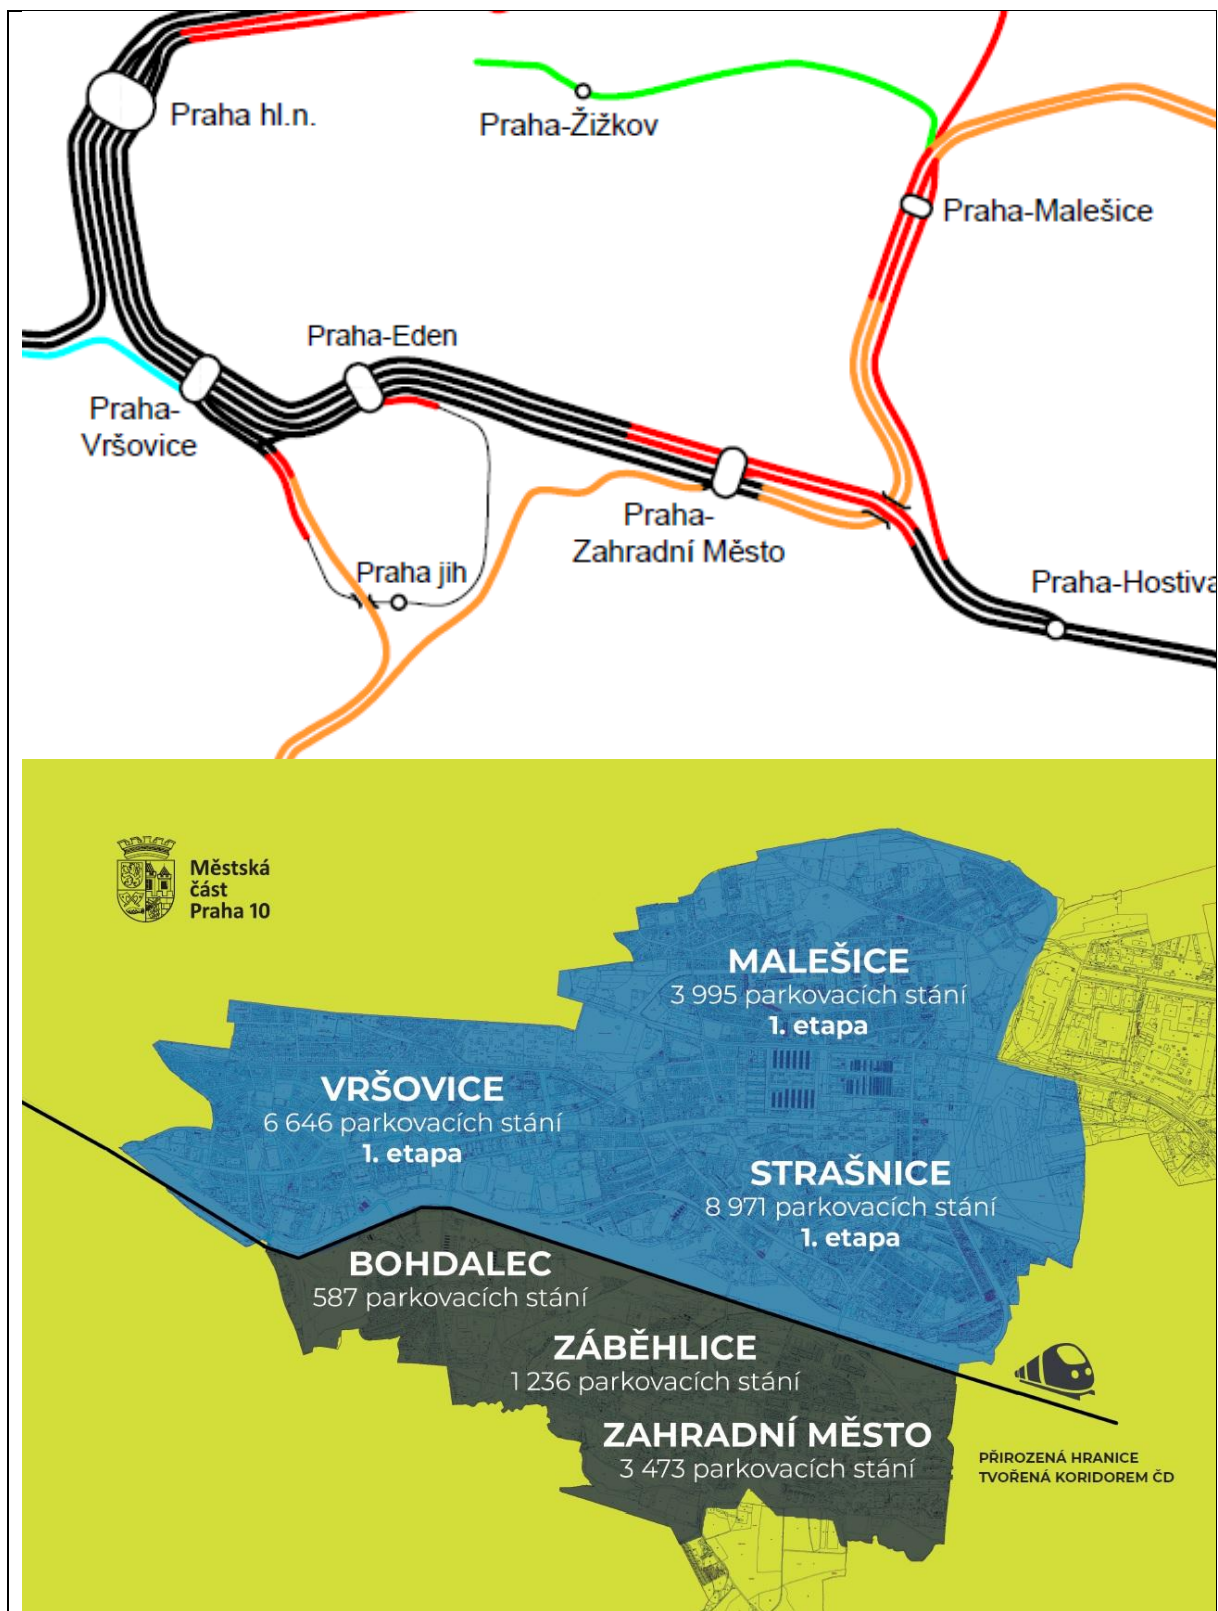 Praha hl.n.
Praha-Žižkov
Praha-Malešice
Praha-Eden
Praha-
Vršovice
Praha-
Zahradní Město
Praha jih
Praha-Hostiva
Městská
část
Praha 10
MALEŠICE
3 995 parkovacích stání
1. etapa
VRŠOVICE
6 646 parkovacích stání
1. etapa
STRAŠNICE
8 971 parkovacích stání
1. etapa
BOHDALEC
587 parkovacích stání
ZÁBĚHLICE
1 236 parkovacích stání
ZAHRADNÍ MĚSTO
3 473 parkovacích stání
PŘIROZENÁ HRANICE
TVOŘENÁ KORIDOREM ČD